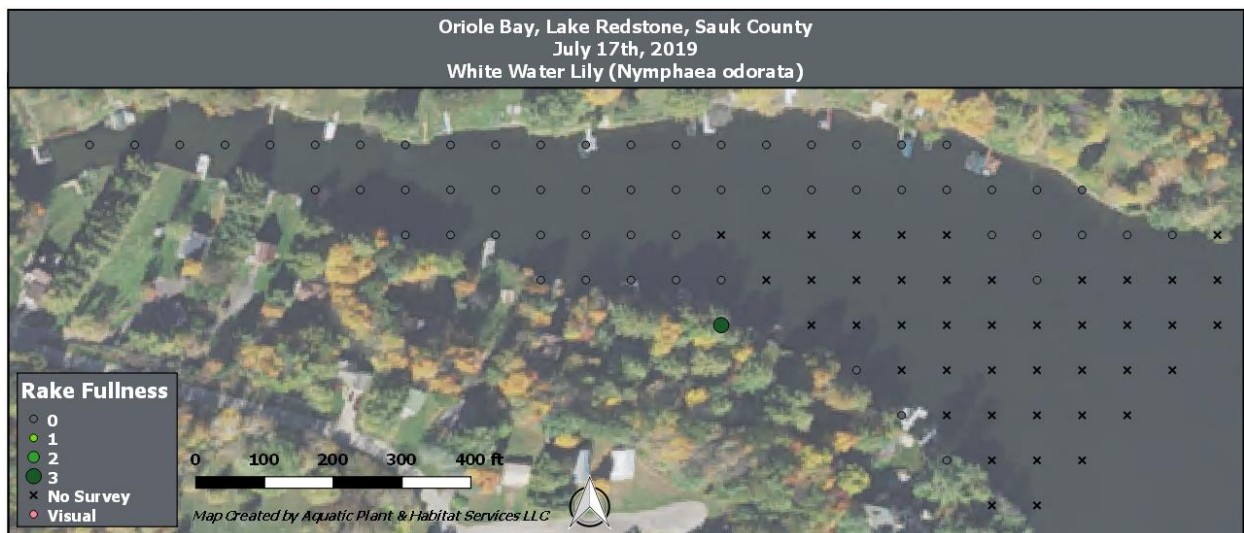 Oriole Bay, Lake Redstone, Sauk County
July 17th, 2019
White Water Lily (Nymphaea odorata)
Rake Fullness
0
1
2
3
No Survey
Visual
0 100 200 300 400 ft
Map Created by Aquatic Plant & Habitat Services LLC